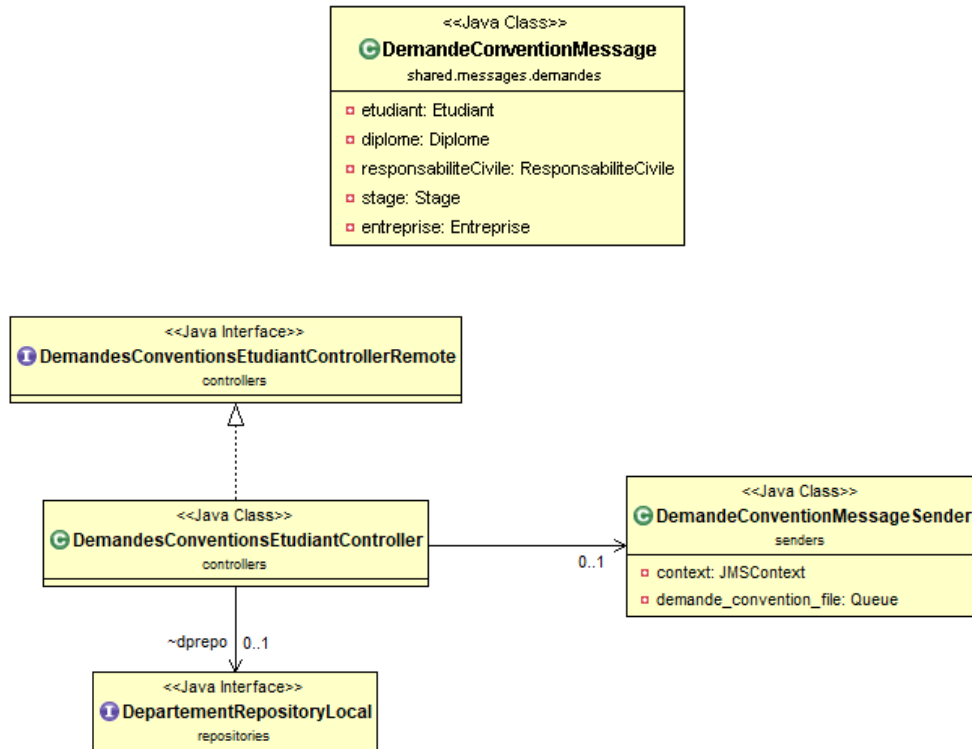 <<Java Class>>
DemandeConventionMessage
shared.messages.demandes
etudiant: Etudiant
diplome: Diplome
responsabiliteCivile: ResponsabiliteCivile
stage: Stage
entreprise: Entreprise
<<Java Interface>>
DemandesConventionsEtudiantControllerRemote
controllers
<<Java Class>>
DemandesConventionsEtudiantController
controllers
<<Java Class>>
DemandeConventionMessageSender
senders
context: JMSContext
demande_convention_file: Queue
0..1
~dprepo 0..1
<<Java Interface>>
DepartementRepositoryLocal
repositories